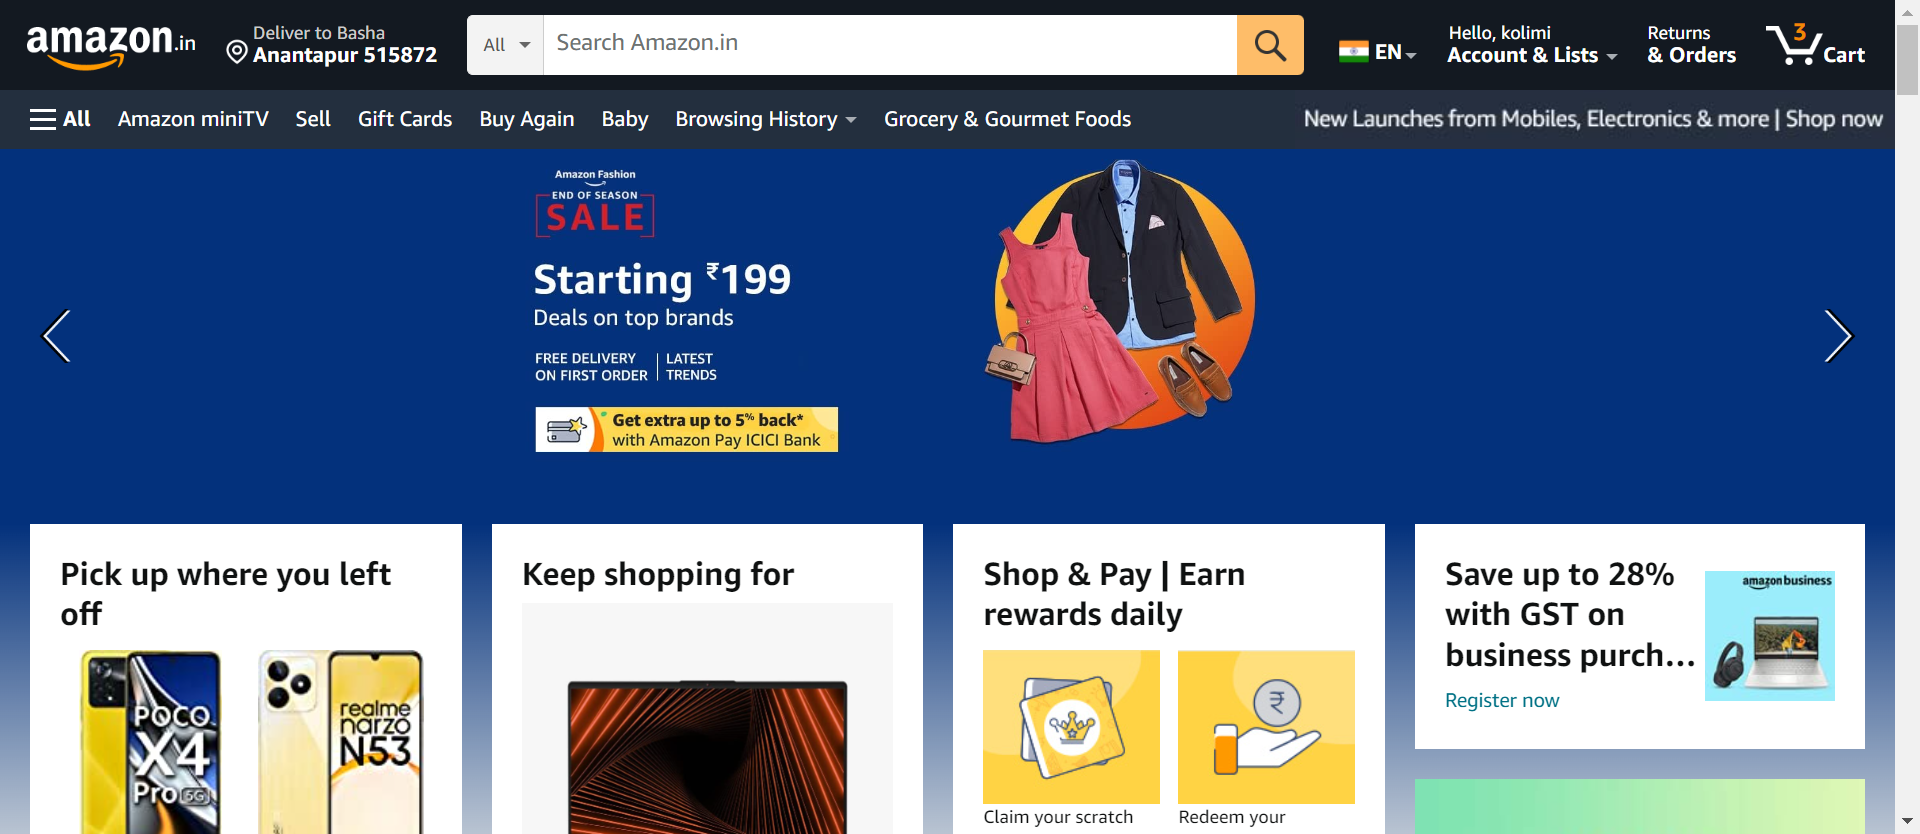 amazon.in
Deliver to Basha
Anantapur 515872
All
Search Amazon.in
EN
Hello, kolimi
Account & Lists
Returns
& Orders
3
Cart
All
Amazon miniTV
Sell
Gift Cards
Buy Again
Baby
Browsing History
Grocery & Gourmet Foods
New Launches from Mobiles, Electronics & more | Shop now
Amazon Fashion
END OF SEASON
SALE
Starting ₹199
Deals on top brands
FREE DELIVERY
ON FIRST ORDER
LATEST
TRENDS
Get extra up to 5% back*
with Amazon Pay ICICI Bank
Pick up where you left
off
POCO
X4
Pro 5G
realme
narzo
N53
Keep shopping for
Shop & Pay | Earn
rewards daily
₹
Claim your scratch
Redeem your
Save up to 28%
with GST on
business purch...
Register now
amazon business